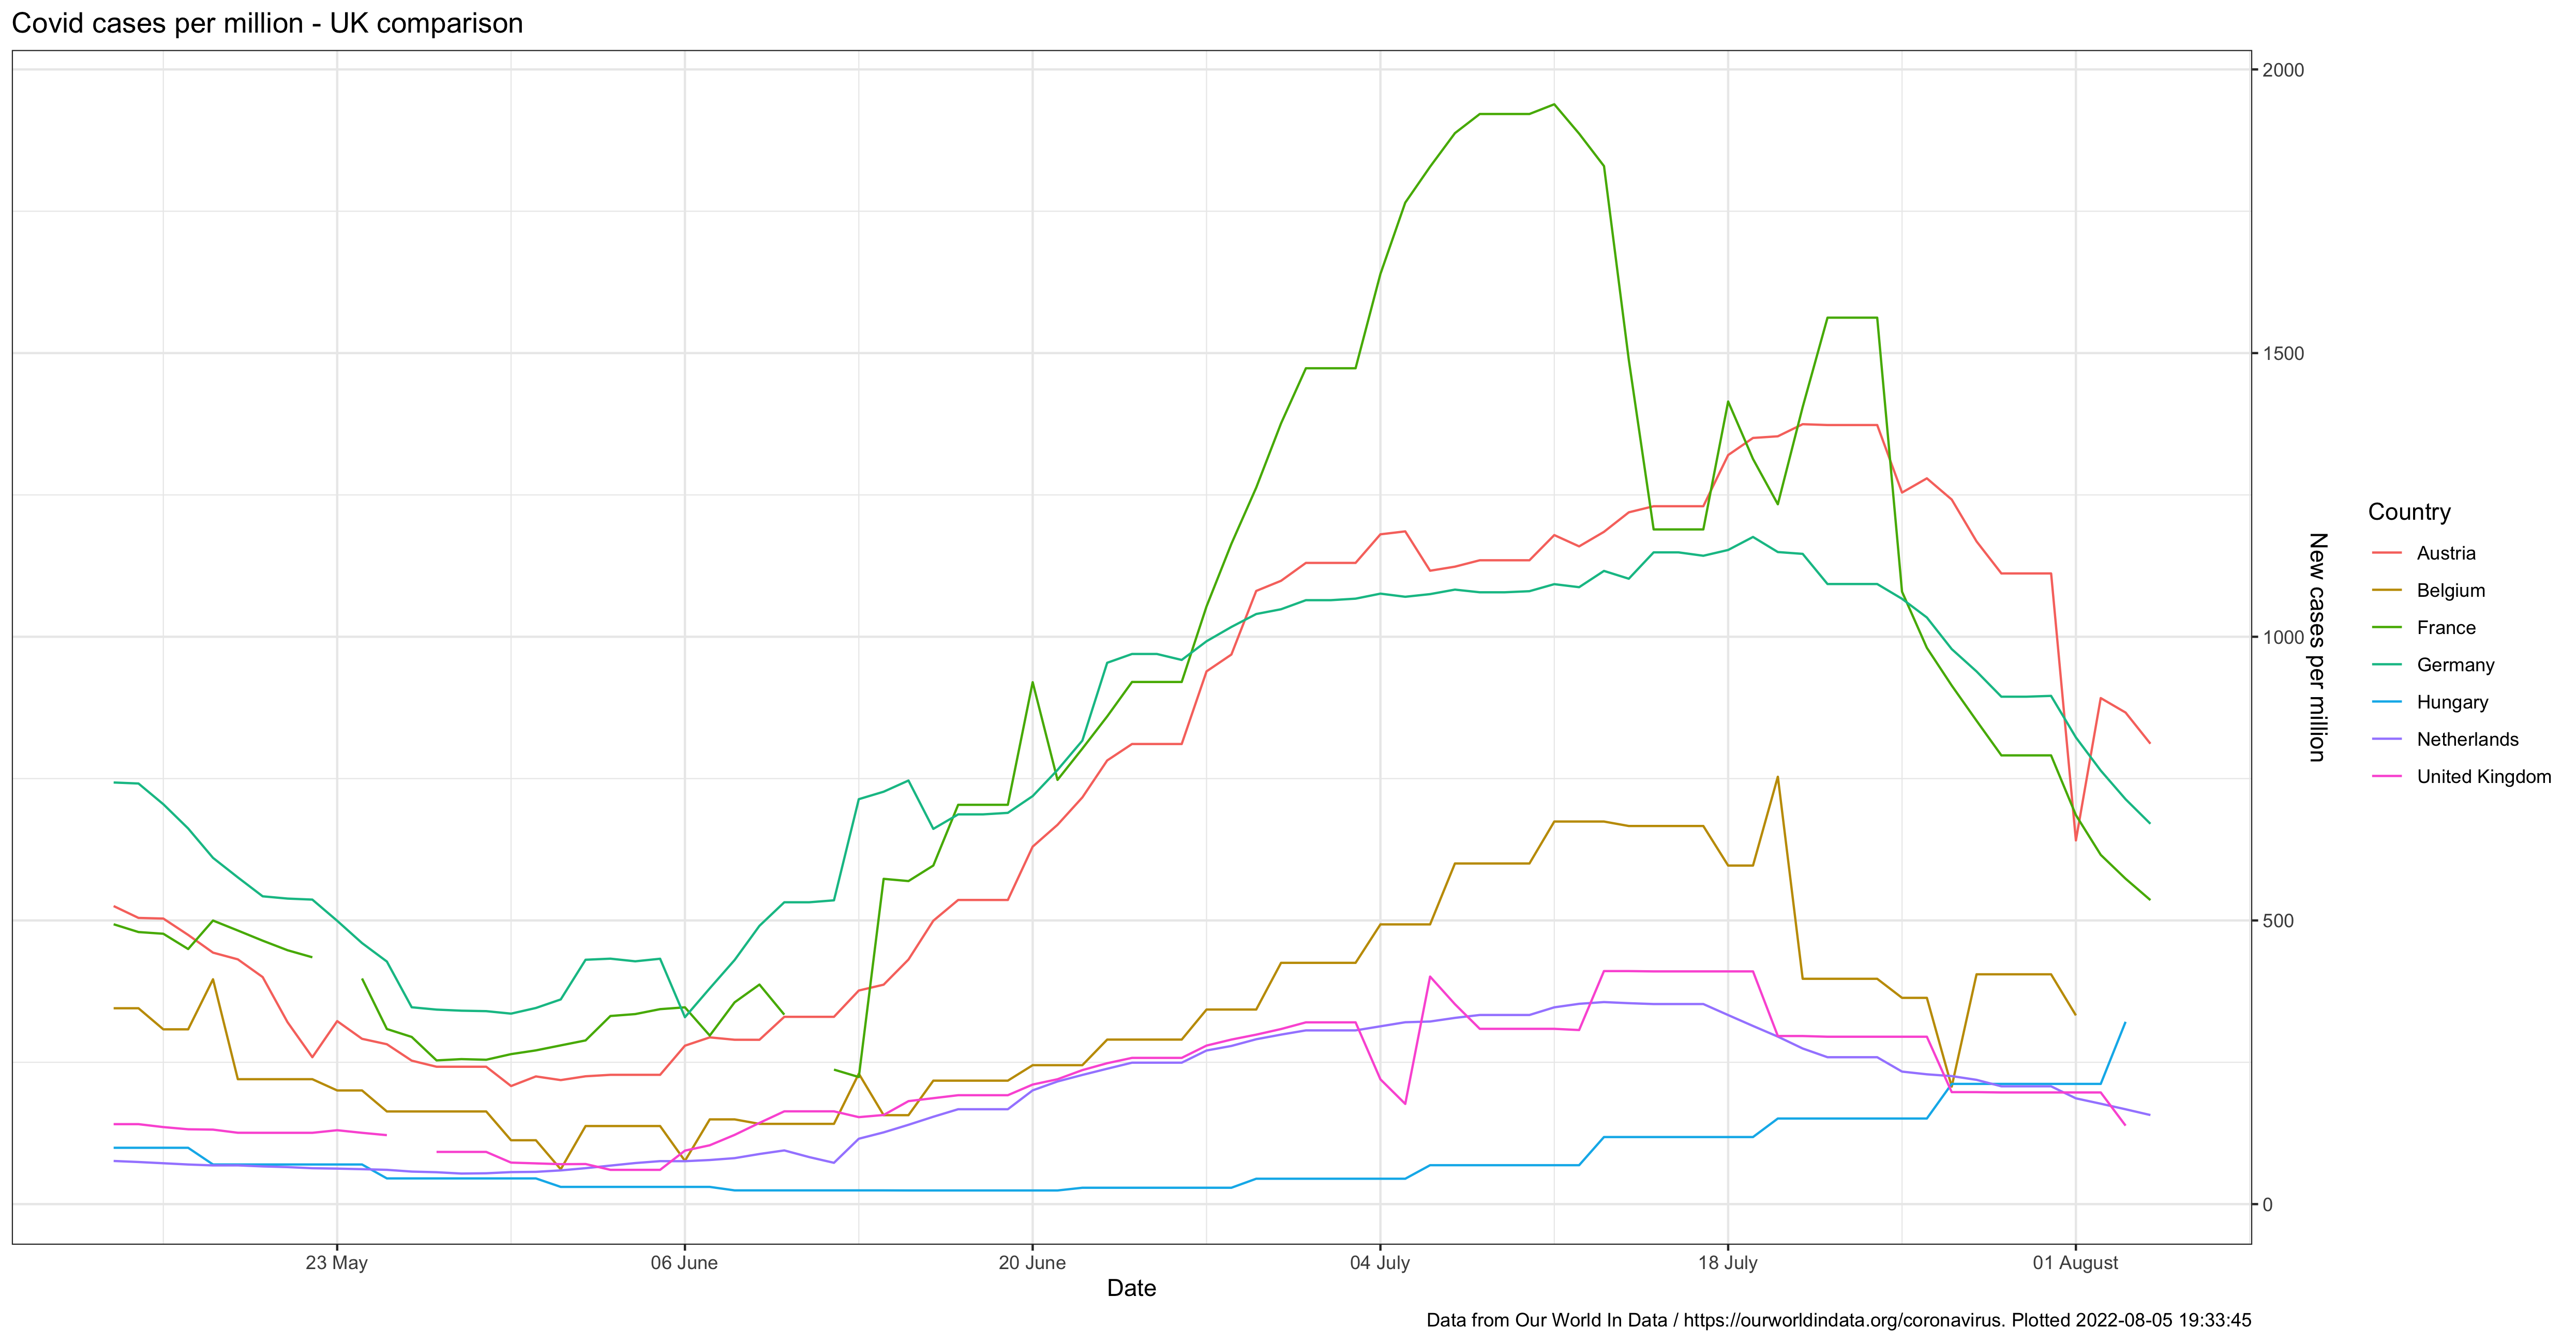 Covid cases per million - UK comparison
2000
1500
1000
500
0
New cases per million
23 May
06 June
20 June
04 July
18 July
01 August
Date
Country
Austria
Belgium
France
Germany
Hungary
Netherlands
United Kingdom
Data from Our World In Data / https://ourworldindata.org/coronavirus. Plotted 2022-08-05 19:33:45